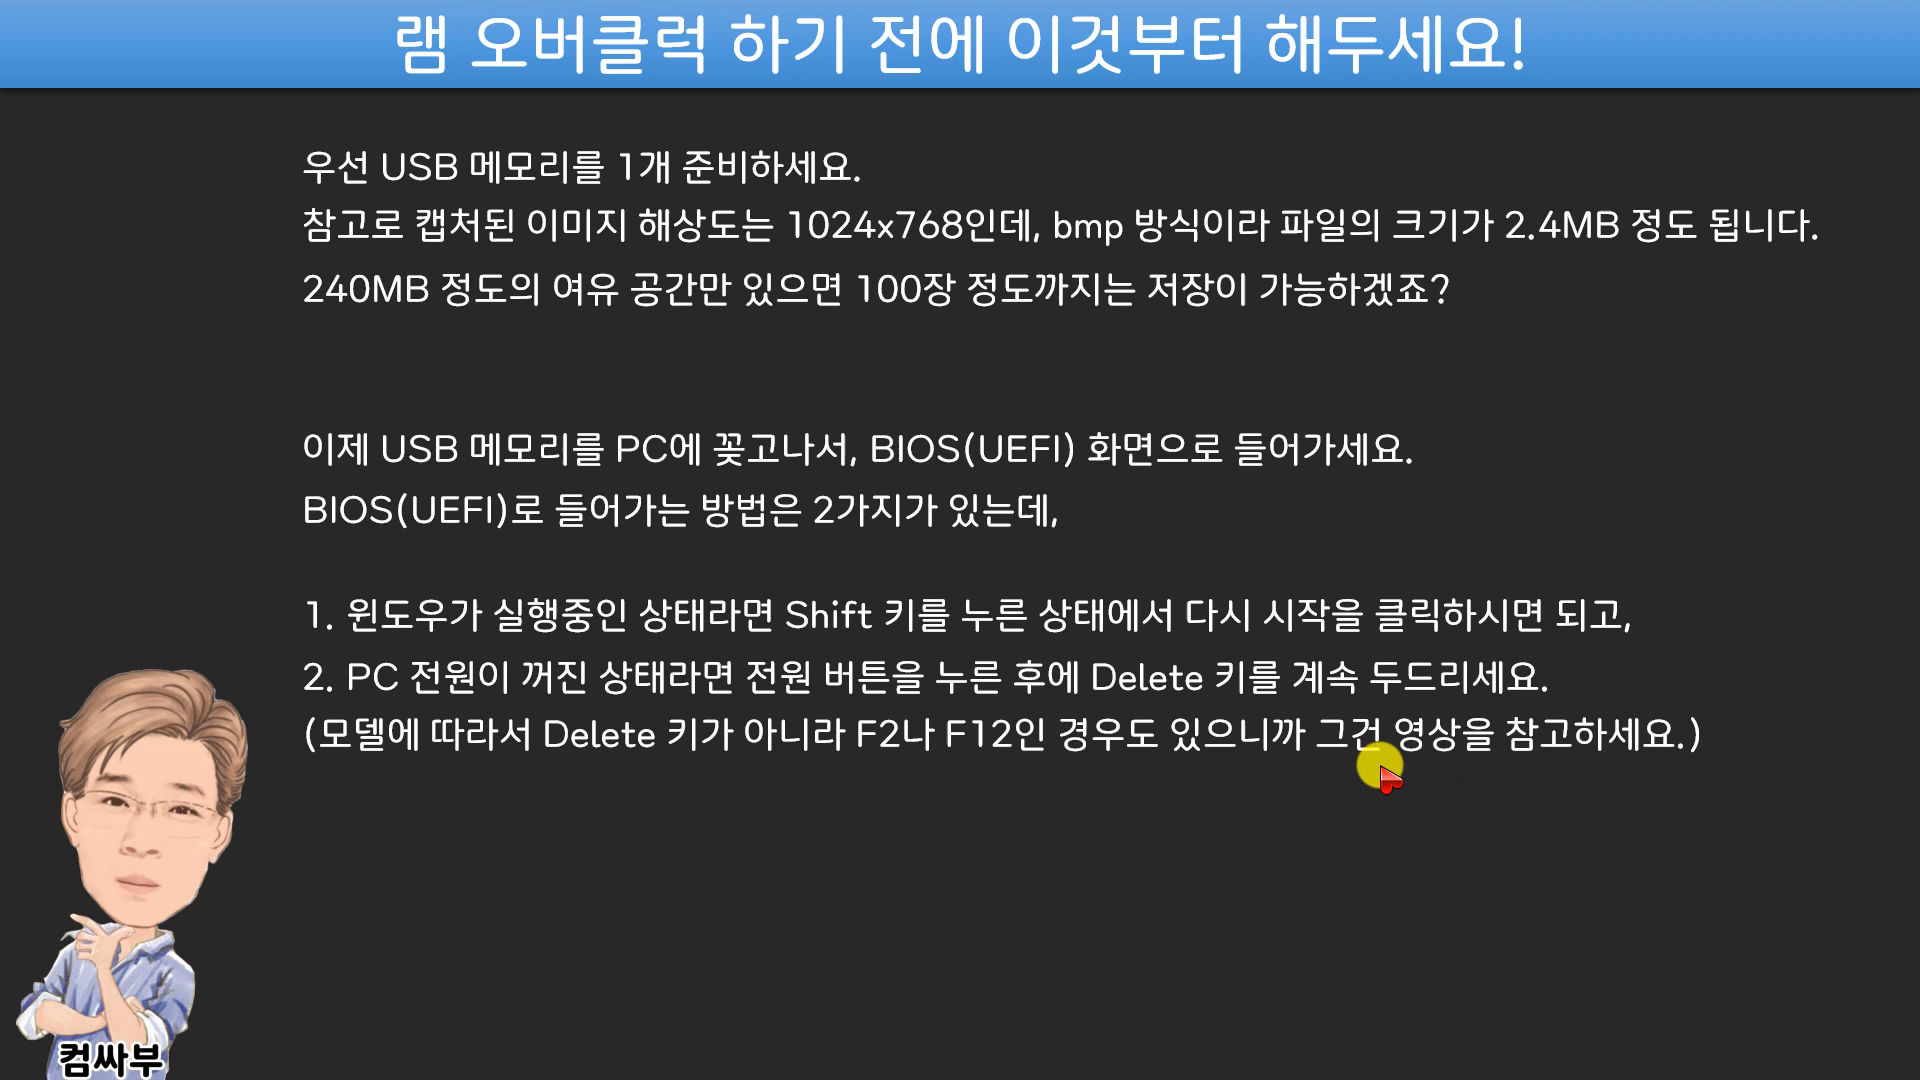 램 오버클럭 하기 전에 이것부터 해두세요!
우선 USB 메모리를 1개 준비하세요.
참고로 캡처된 이미지 해상도는 1024x768인데, bmp 방식이라 파일의 크기가 2.4MB 정도 됩니다.
240MB 정도의 여유 공간만 있으면 100장 정도까지는 저장이 가능하겠죠?
이제 USB 메모리를 PC에 꽂고나서, BIOS(UEFI) 화면으로 들어가세요.
BIOS(UEFI)로 들어가는 방법은 2가지가 있는데,
1. 윈도우가 실행중인 상태라면 Shift 키를 누른 상태에서 다시 시작을 클릭하시면 되고,
2. PC 전원이 꺼진 상태라면 전원 버튼을 누른 후에 Delete 키를 계속 두드리세요.
(모델에 따라서 Delete 키가 아니라 F2나 F12인 경우도 있으니까 그건 영상을 참고하세요.)
컴싸부